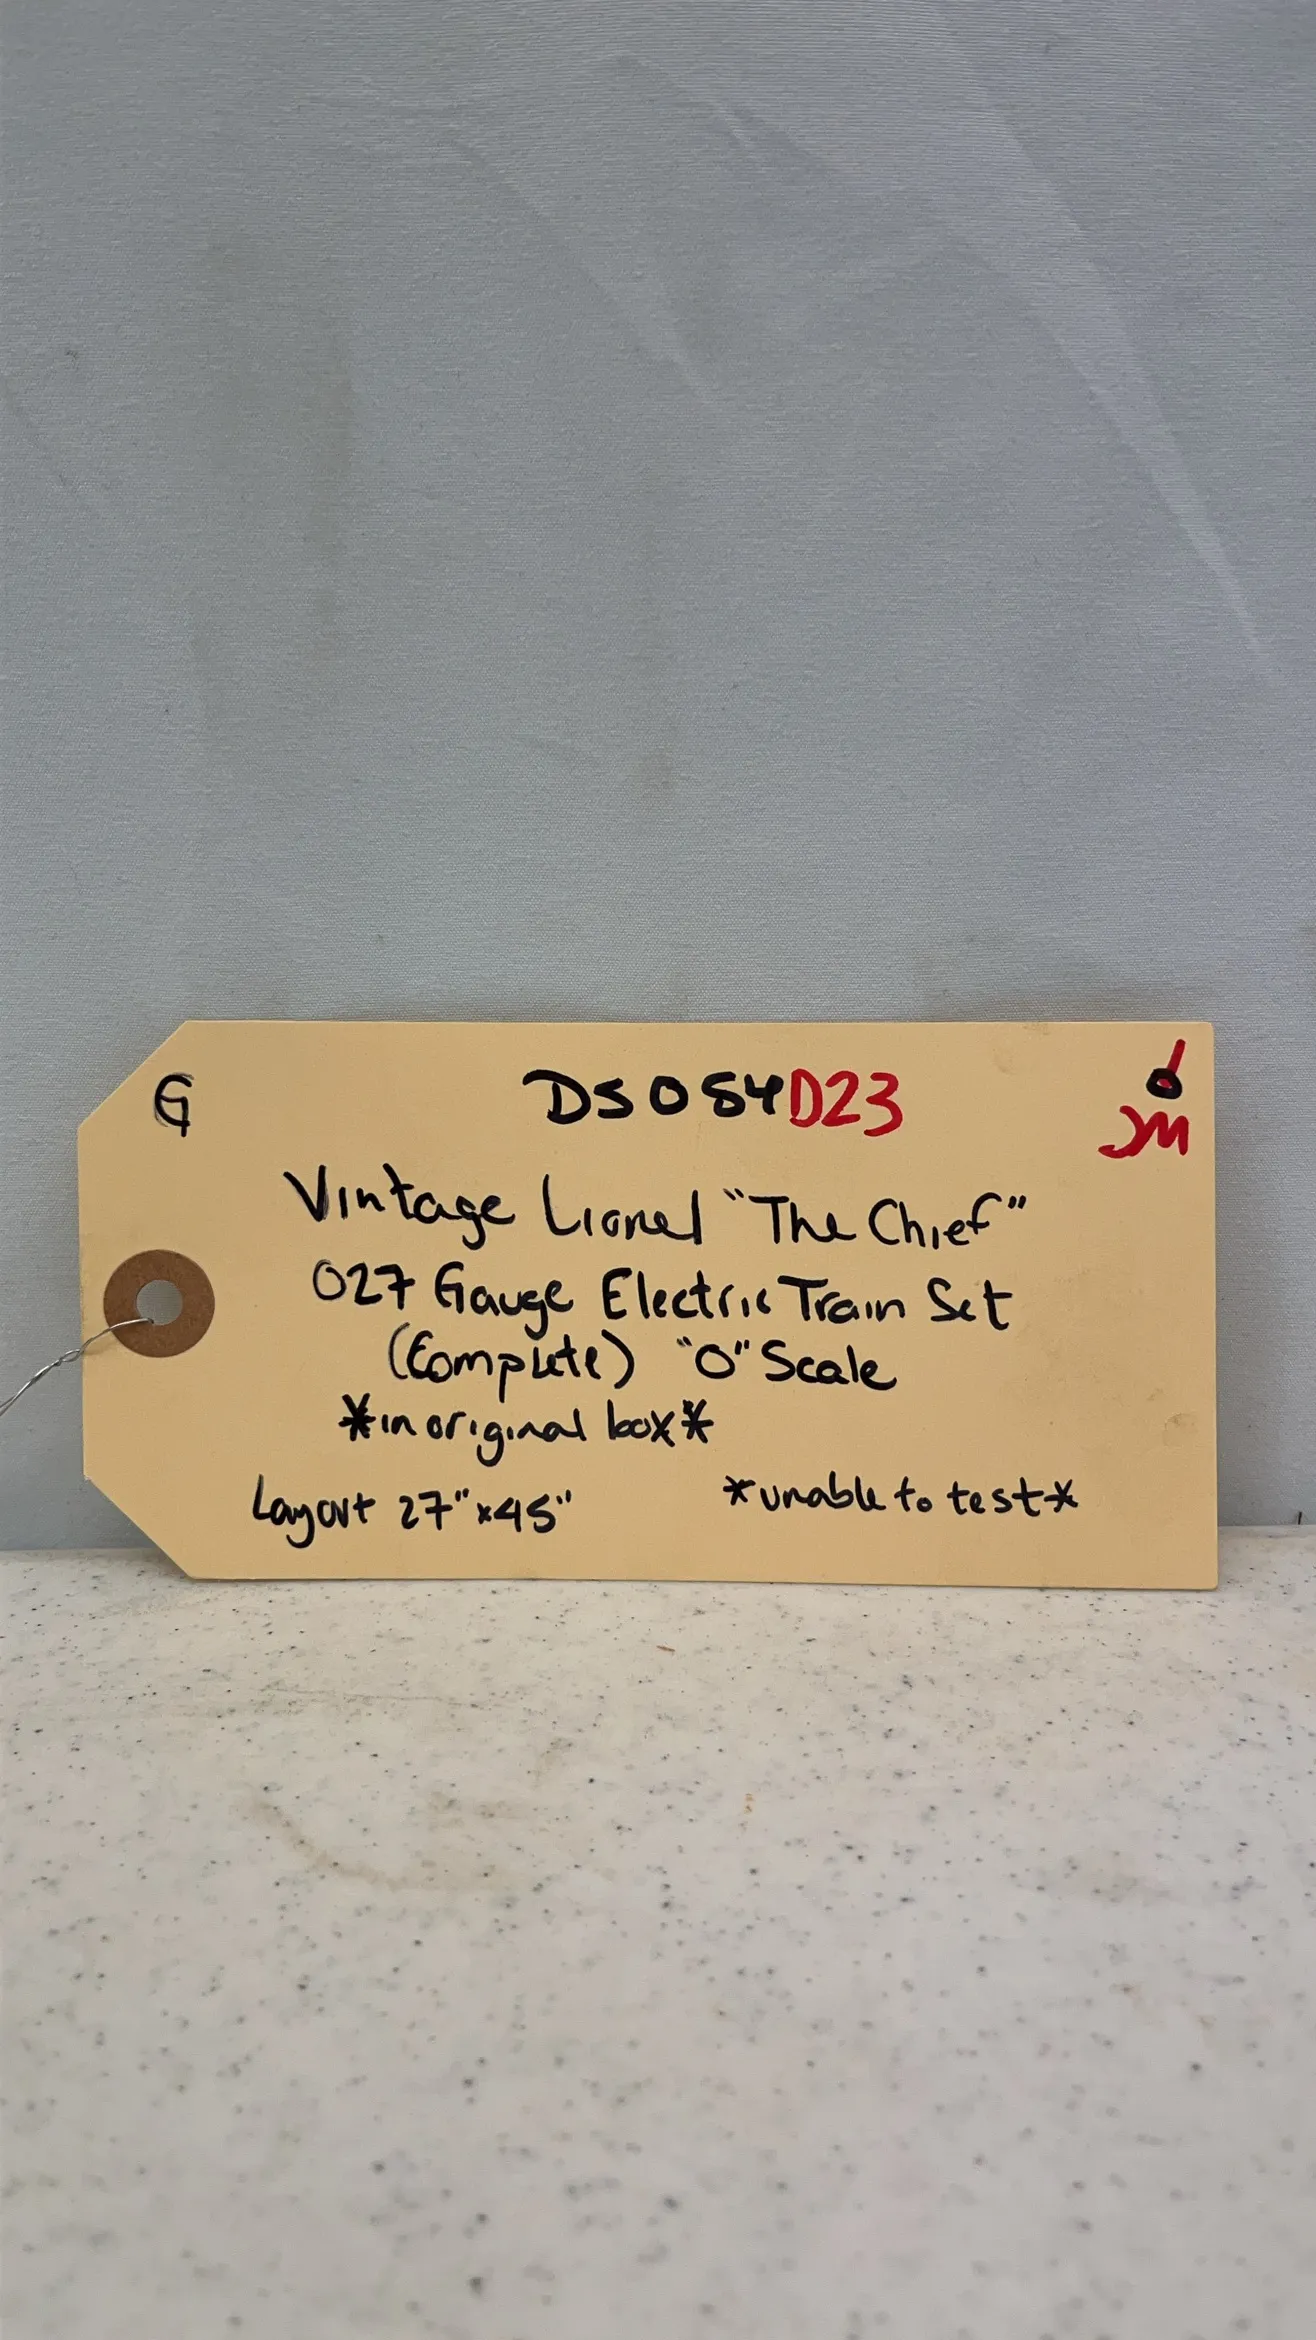 G
DS084D23
JM
Vintage Lionel "The Chief"
027 Gauge Electric Train Set
(Complete) "O" Scale
*in original box*
Layout 27"x45"
*unable to test*